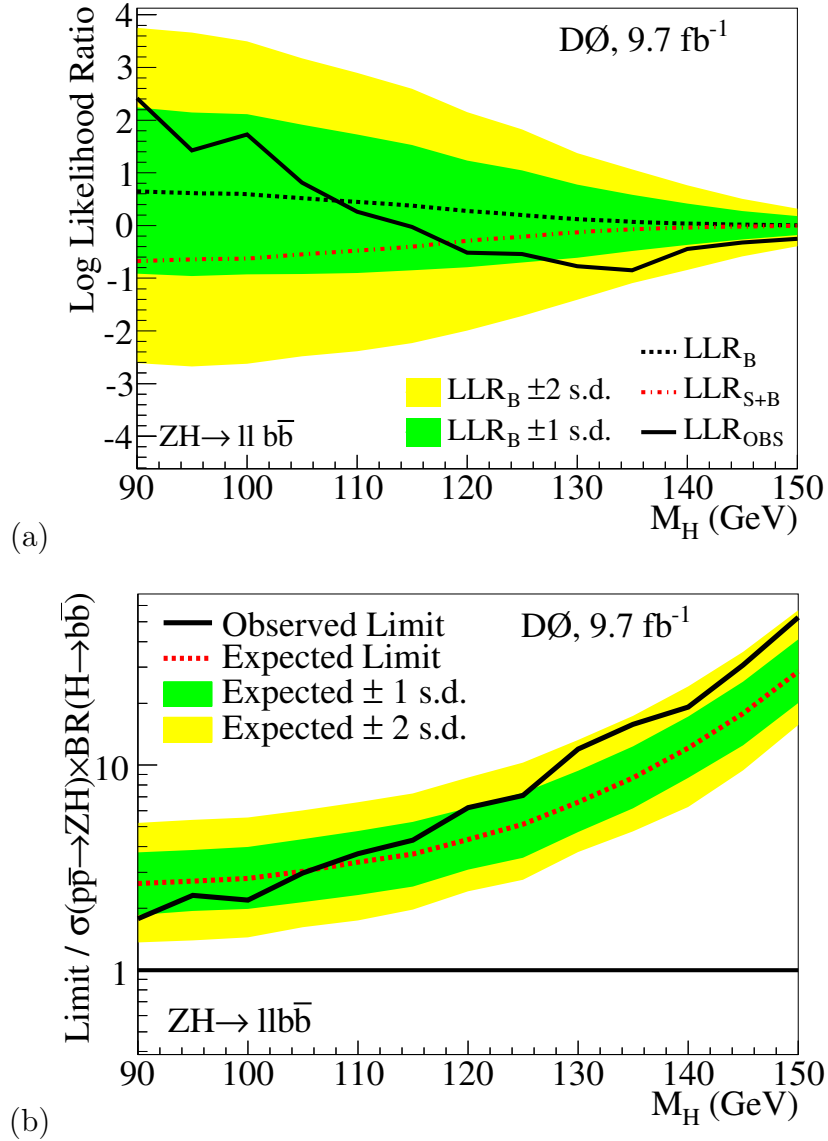 Log Likelihood Ratio
4
3
2
1
0
-1
-2
-3
-4
DØ, 9.7 fb⁻¹
LLR_B ±2 s.d.
LLR_B ±1 s.d.
LLR_B
LLR_S+B
LLR_OBS
ZH→ll bb̅
90 100 110 120 130 140 150
M_H (GeV)
(a)
Limit / σ(pp̅→ZH)×BR(H→bb̅)
10
1
Observed Limit
Expected Limit
Expected ± 1 s.d.
Expected ± 2 s.d.
DØ, 9.7 fb⁻¹
ZH→ llbb̅
90 100 110 120 130 140 150
M_H (GeV)
(b)